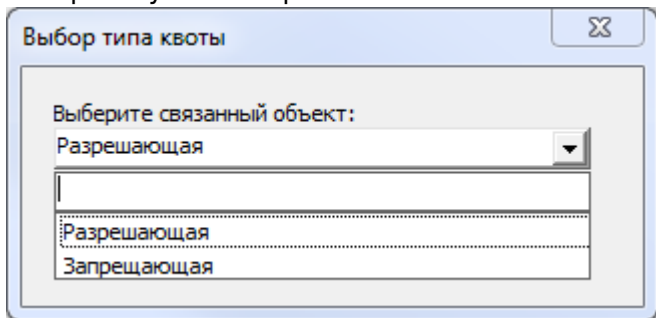 Выбор типа квоты
Выберите связанный объект:
Разрешающая
Разрешающая
Запрещающая